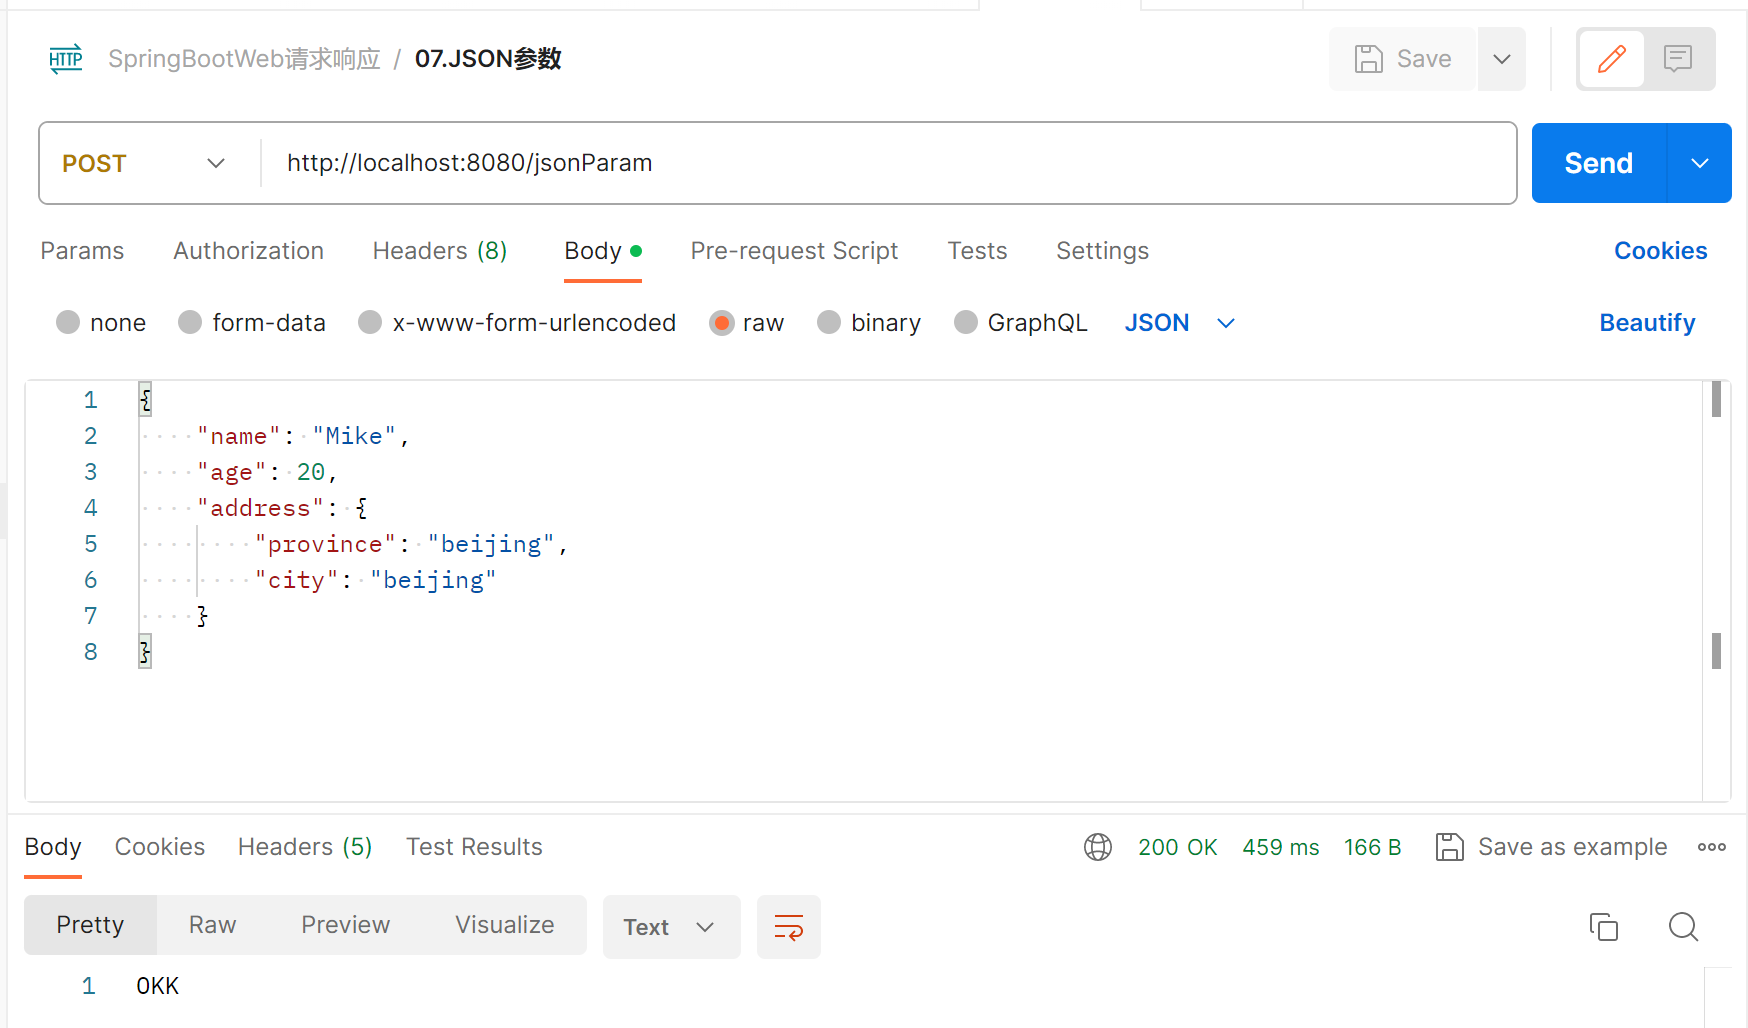 HTTP SpringBootWeb请求响应 / 07.JSON参数 Save
POST http://localhost:8080/jsonParam Send
Params Authorization Headers (8) Body Pre-request Script Tests Settings Cookies
none form-data x-www-form-urlencoded raw binary GraphQL JSON Beautify
1 {
2 "name": "Mike",
3 "age": 20,
4 "address": {
5 "province": "beijing",
6 "city": "beijing"
7 }
8 }
Body Cookies Headers (5) Test Results 200 OK 459 ms 166 B Save as example
Pretty Raw Preview Visualize Text
1 OKK